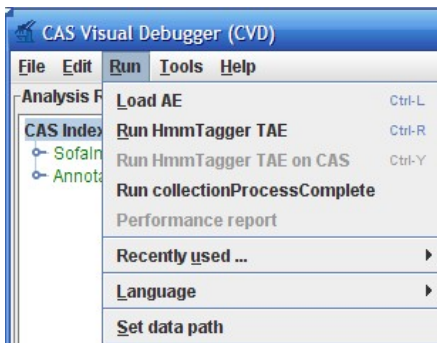 CAS Visual Debugger (CVD)
File Edit Run Tools Help
Analysis R
Load AE Ctrl-L
CAS Index
Run HmmTagger TAE Ctrl-R
SofaIn
Run HmmTagger TAE on CAS Ctrl-Y
Annota
Run collectionProcessComplete
Performance report
Recently used ...
Language
Set data path